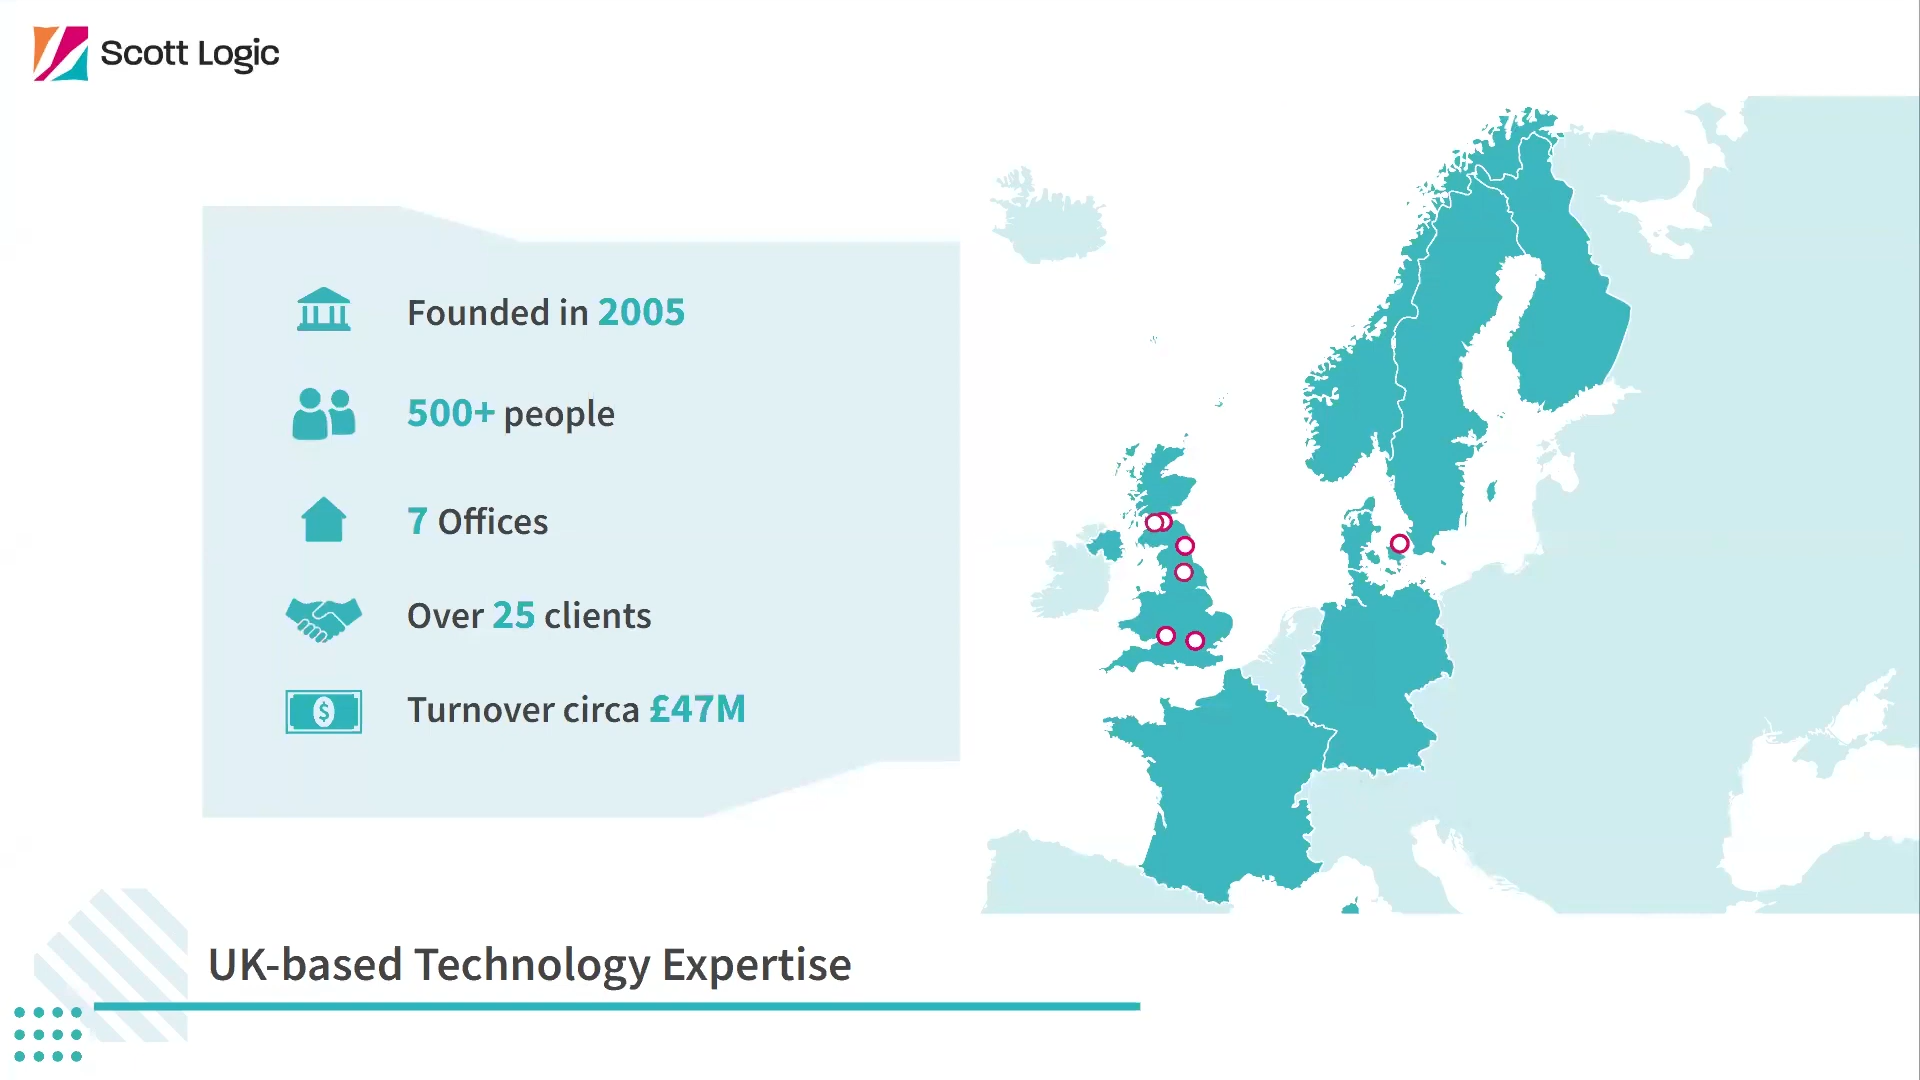 Scott Logic
Founded in 2005
500+ people
7 Offices
Over 25 clients
$
Turnover circa £47M
UK-based Technology Expertise